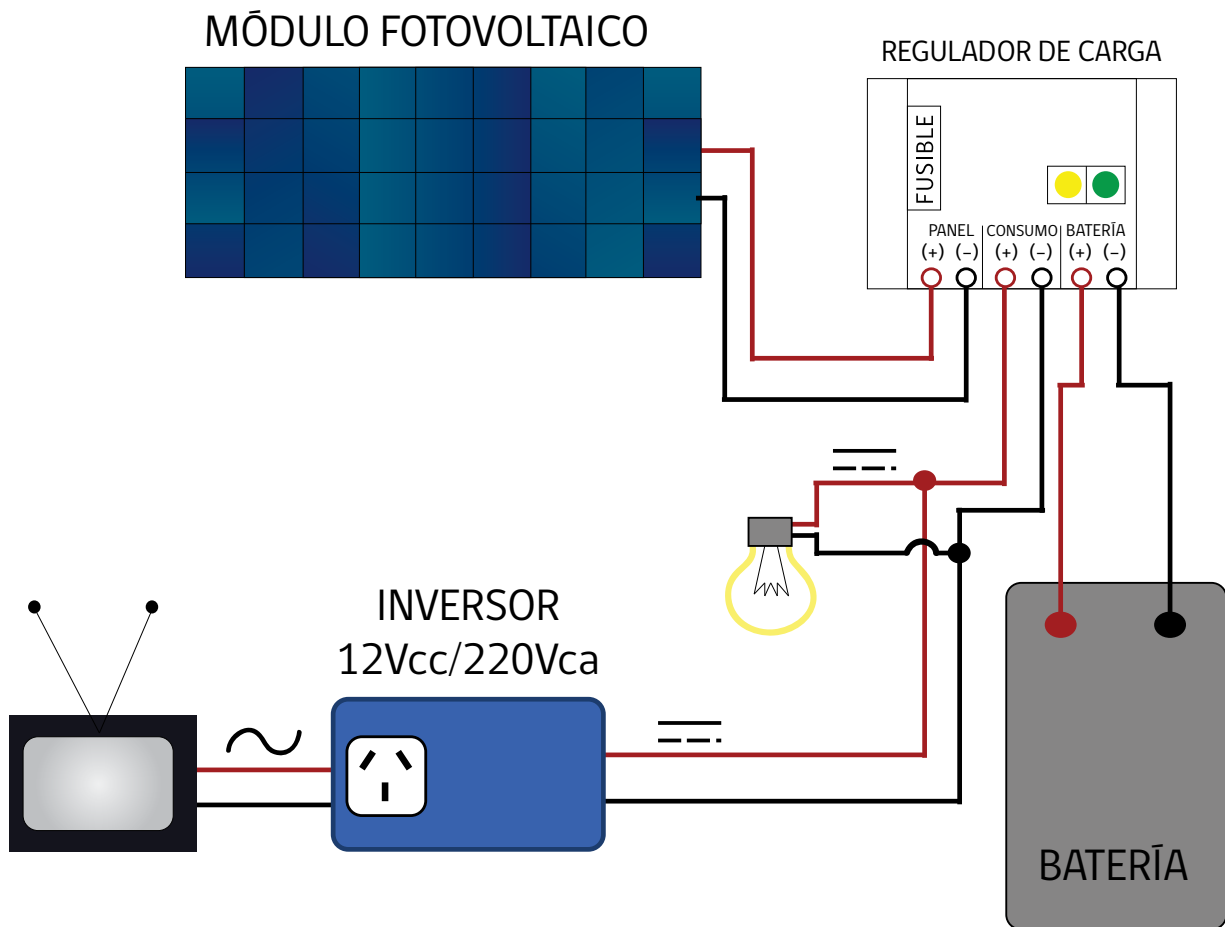 MÓDULO FOTOVOLTAICO
REGULADOR DE CARGA
FUSIBLE
PANEL CONSUMO BATERÍA
(+) (−) (+) (−) (+) (−)
INVERSOR
12Vcc/220Vca
BATERÍA